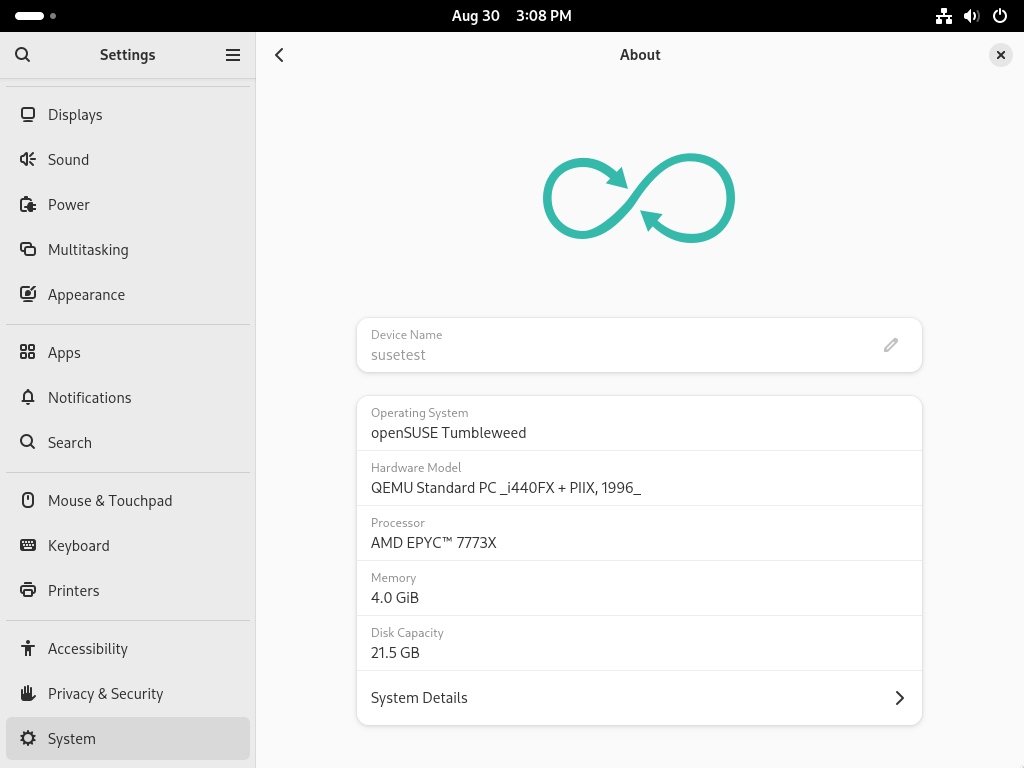 Aug 30 3:08 PM
Settings
About
Displays
Sound
Power
Multitasking
Appearance
Apps
Notifications
Search
Mouse & Touchpad
Keyboard
Printers
Accessibility
Privacy & Security
System
Device Name
susetest
Operating System
openSUSE Tumbleweed
Hardware Model
QEMU Standard PC _i440FX + PIIX, 1996_
Processor
AMD EPYC™ 7773X
Memory
4.0 GiB
Disk Capacity
21.5 GB
System Details